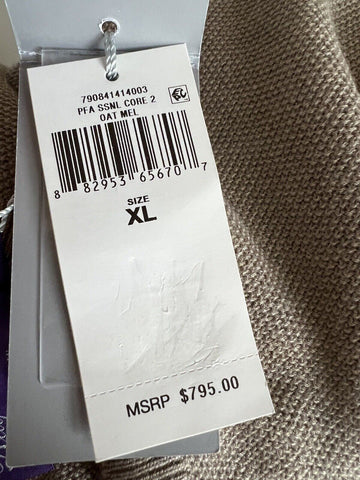 790841414003
PFA SSNL CORE 2
OAT MEL
8 82953 65670 7
SIZE
XL
MSRP $795.00